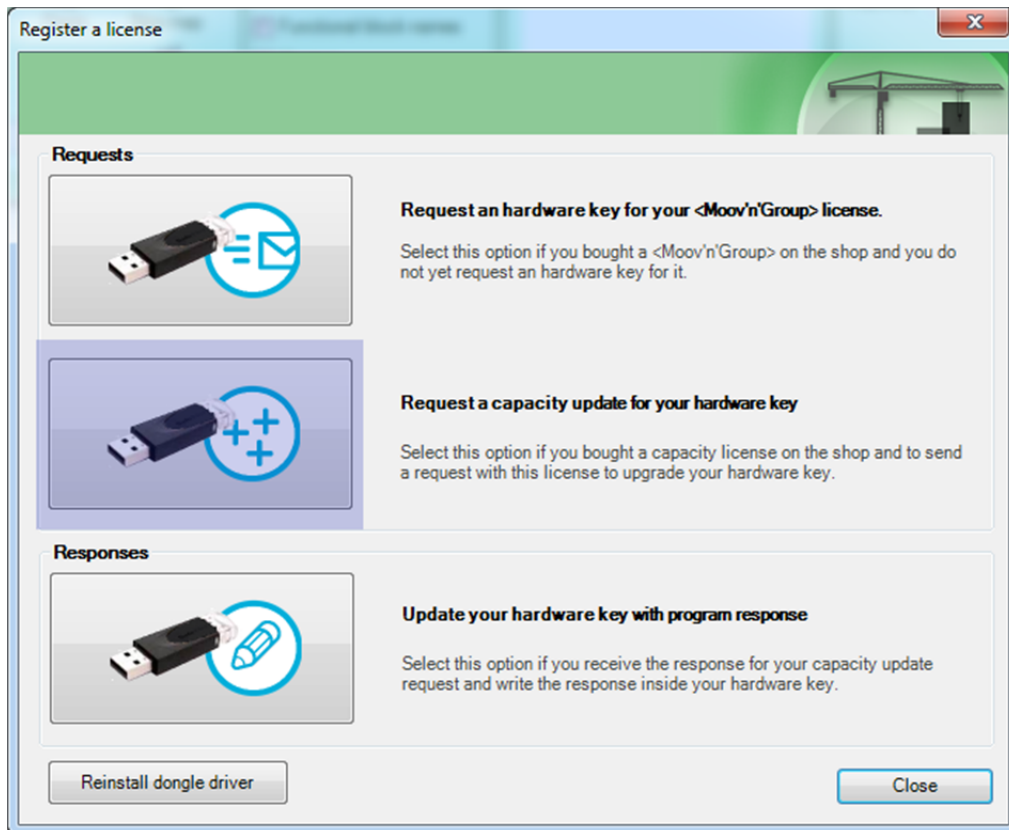 Register a license
Functional block names
Requests
Request an hardware key for your <Moov'n'Group> license.
Select this option if you bought a <Moov'n'Group> on the shop and you do
not yet request an hardware key for it.
Request a capacity update for your hardware key
Select this option if you bought a capacity license on the shop and to send
a request with this license to upgrade your hardware key.
Responses
Update your hardware key with program response
Select this option if you receive the response for your capacity update
request and write the response inside your hardware key.
Reinstall dongle driver
Close